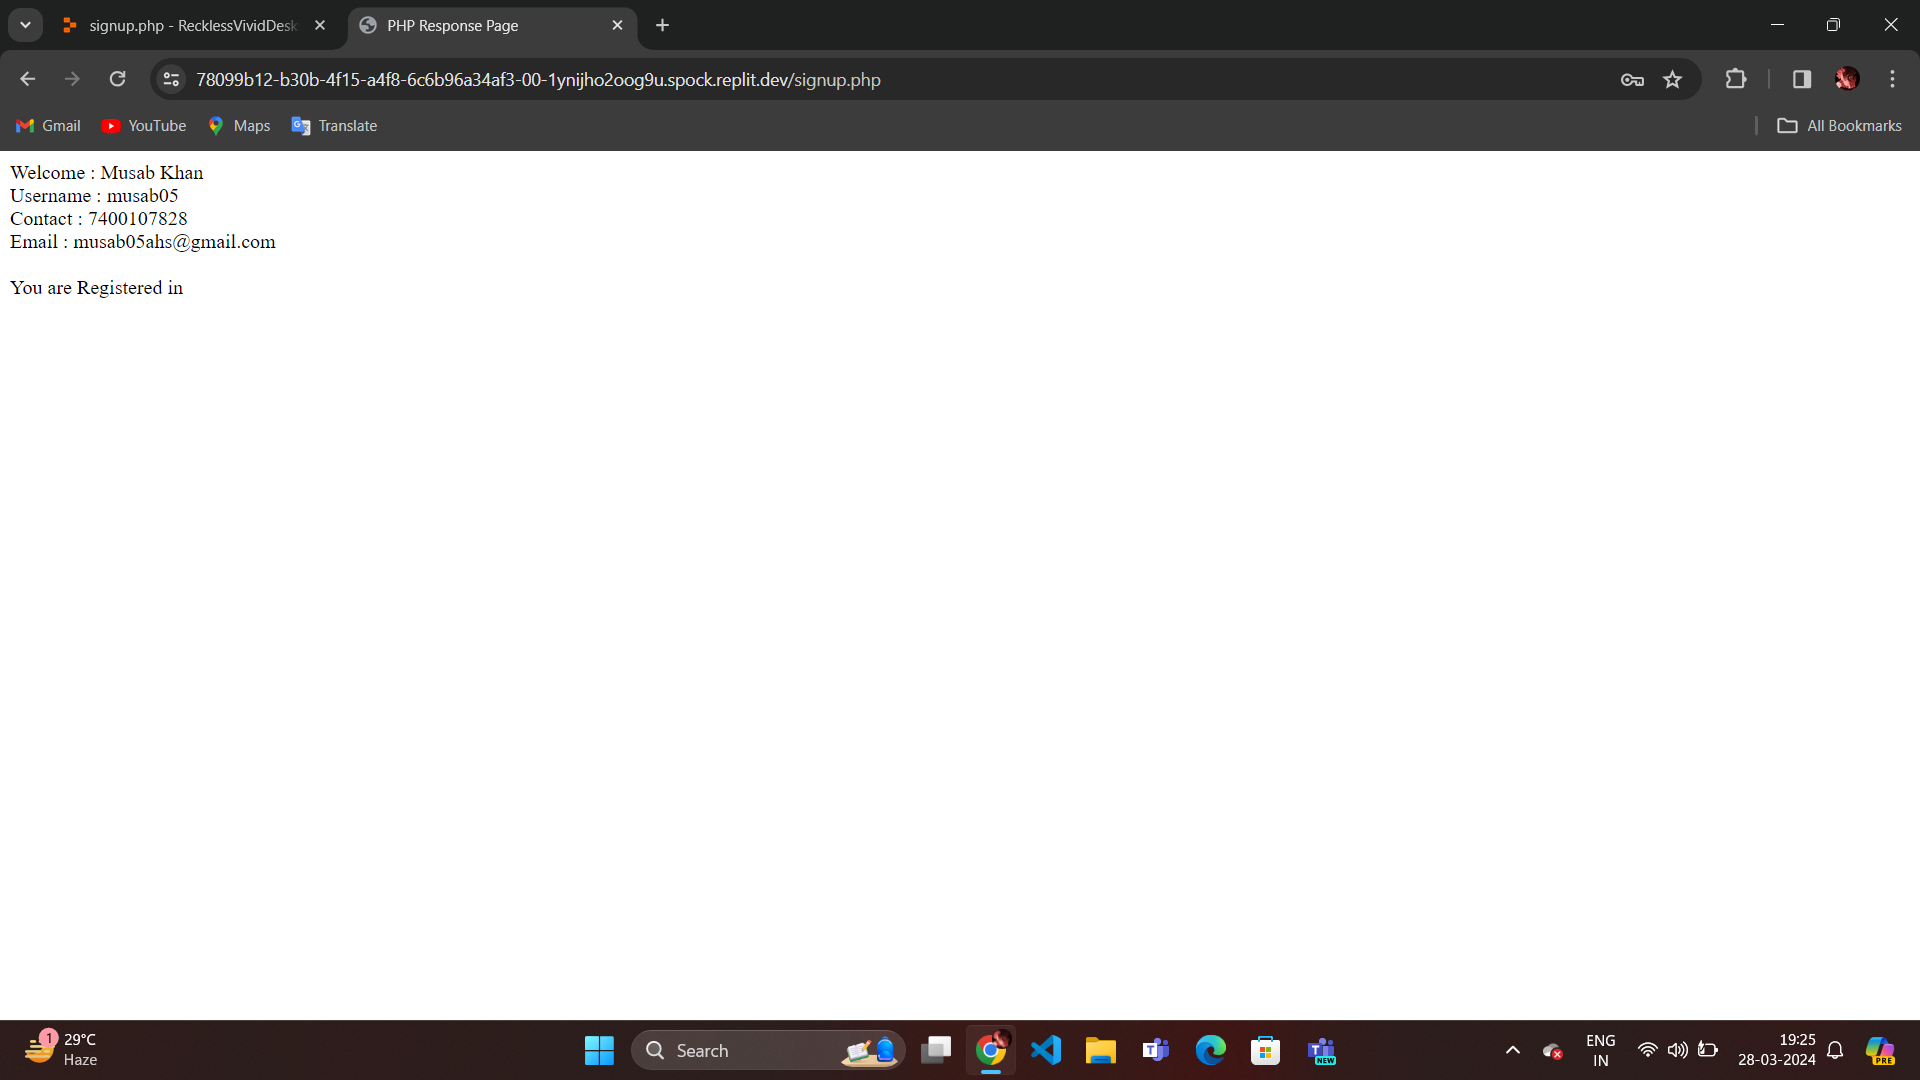 signup.php - RecklessVividDesk
PHP Response Page
78099b12-b30b-4f15-a4f8-6c6b96a34af3-00-1ynijho2oog9u.spock.replit.dev/signup.php
Gmail
YouTube
Maps
Translate
All Bookmarks
Welcome : Musab Khan
Username : musab05
Contact : 7400107828
Email : musab05ahs@gmail.com
You are Registered in
1
29°C
Haze
Search
NEW
ENG
IN
19:25
28-03-2024
PRE